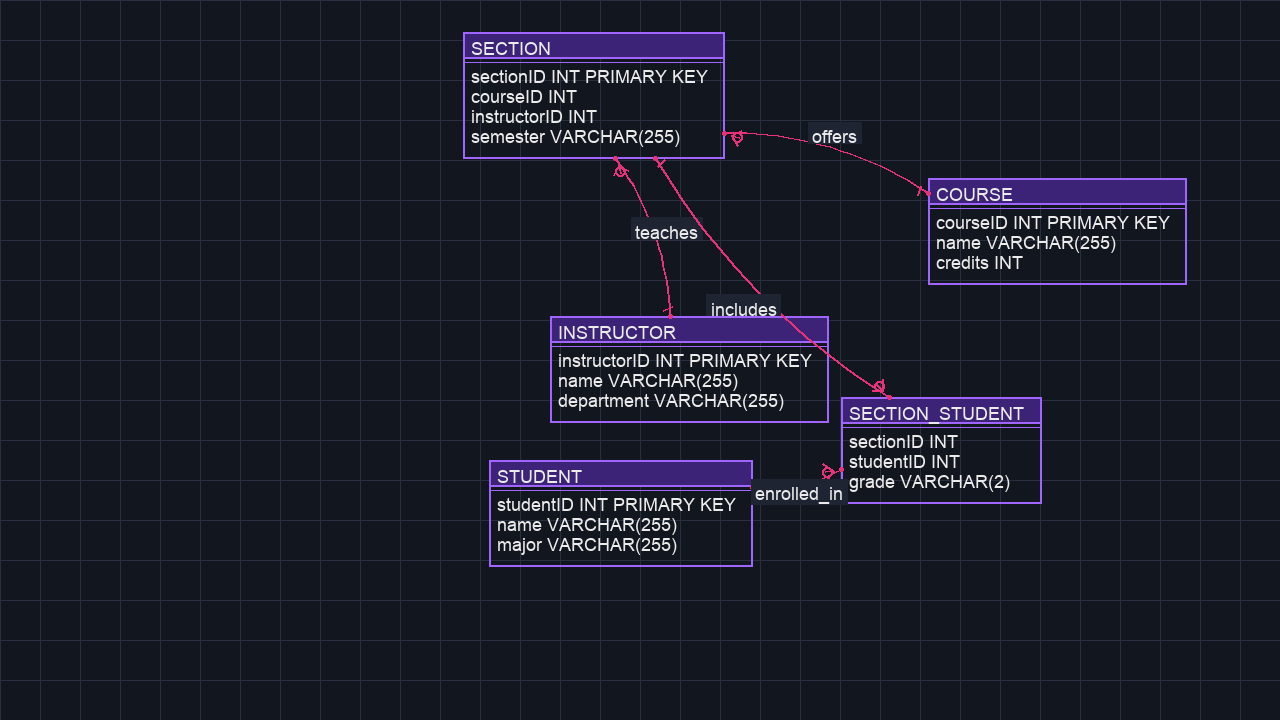 SECTION
sectionID INT PRIMARY KEY
courseID INT
instructorID INT
semester VARCHAR(255)
offers
COURSE
courseID INT PRIMARY KEY
name VARCHAR(255)
credits INT
teaches
includes
INSTRUCTOR
instructorID INT PRIMARY KEY
name VARCHAR(255)
department VARCHAR(255)
SECTION_STUDENT
sectionID INT
studentID INT
grade VARCHAR(2)
enrolled_in
STUDENT
studentID INT PRIMARY KEY
name VARCHAR(255)
major VARCHAR(255)